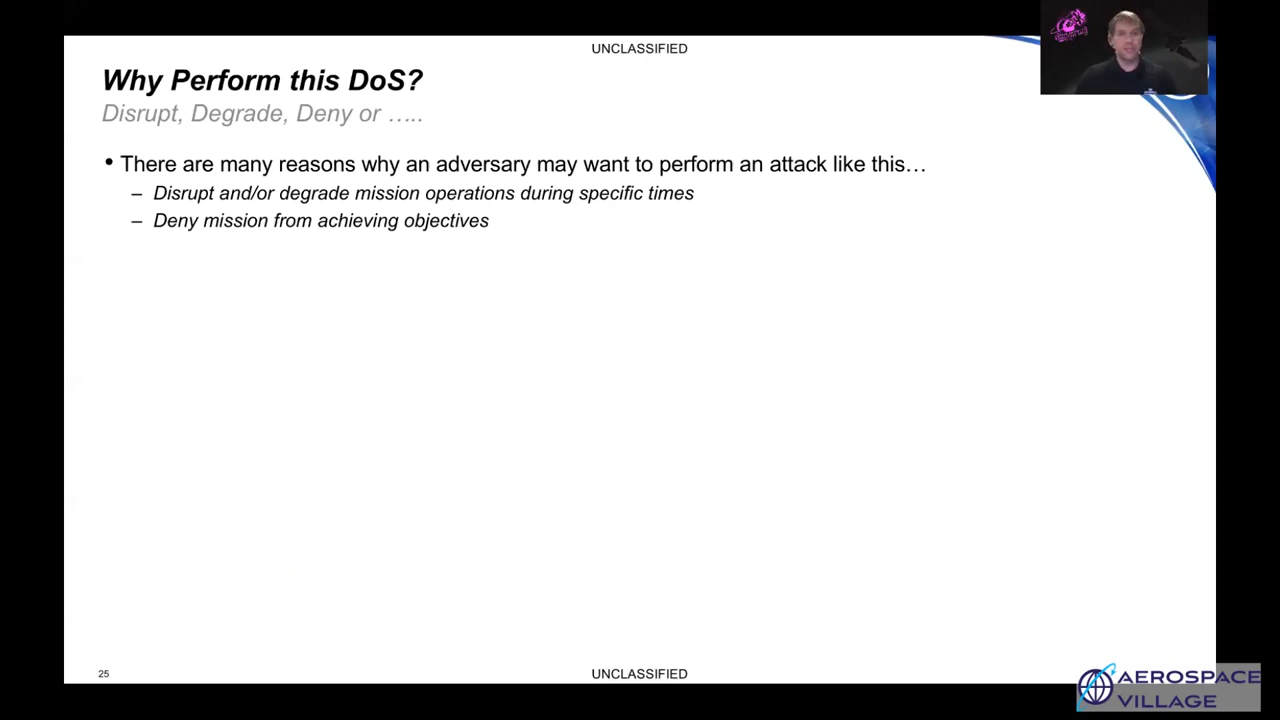 UNCLASSIFIED
Why Perform this DoS?
Disrupt, Degrade, Deny or …..
• There are many reasons why an adversary may want to perform an attack like this…
– Disrupt and/or degrade mission operations during specific times
– Deny mission from achieving objectives
25
UNCLASSIFIED
AEROSPACE
VILLAGE